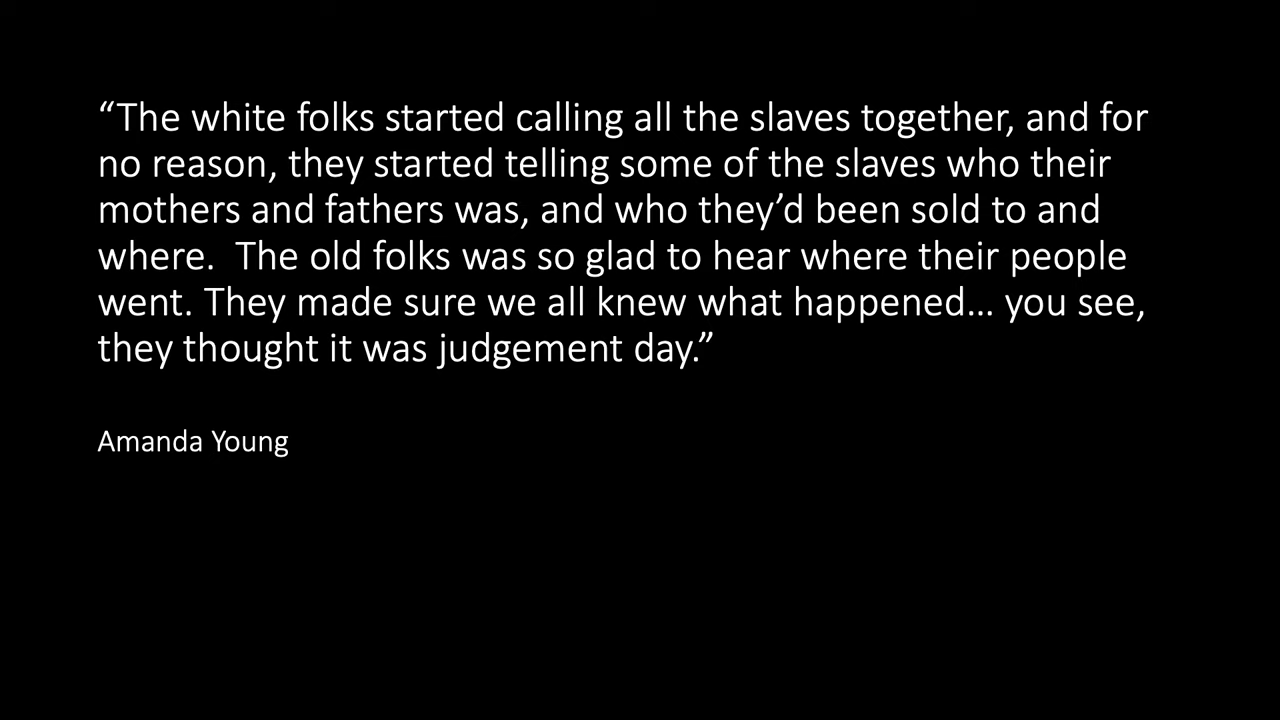 “The white folks started calling all the slaves together, and for
no reason, they started telling some of the slaves who their
mothers and fathers was, and who they’d been sold to and
where.  The old folks was so glad to hear where their people
went. They made sure we all knew what happened… you see,
they thought it was judgement day.”
Amanda Young